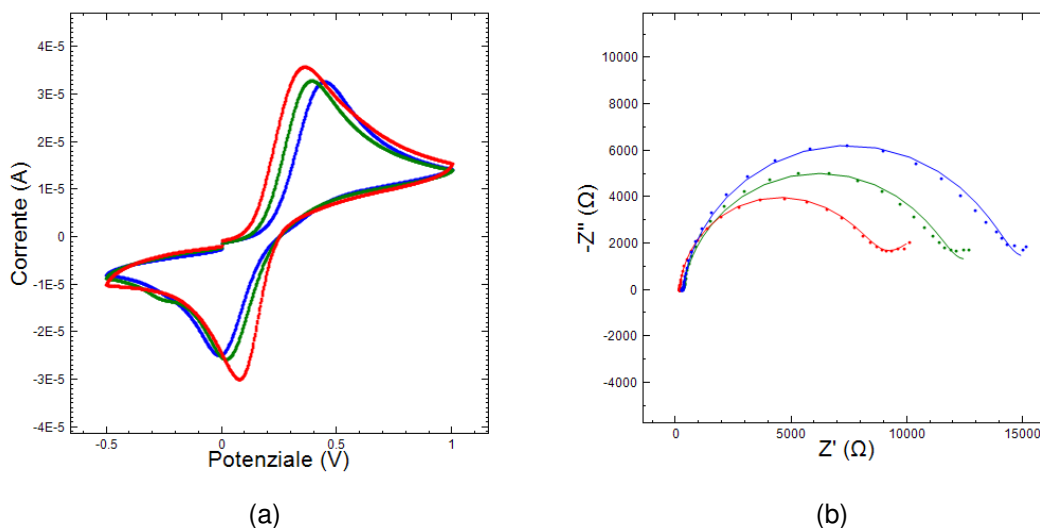 4E-5
3E-5
2E-5
1E-5
0
-1E-5
-2E-5
-3E-5
-4E-5
Corrente (A)
-0.5
0
0.5
1
Potenziale (V)
(a)
10000
8000
6000
4000
2000
0
-2000
-4000
-Z'' (Ω)
0
5000
10000
15000
Z' (Ω)
(b)